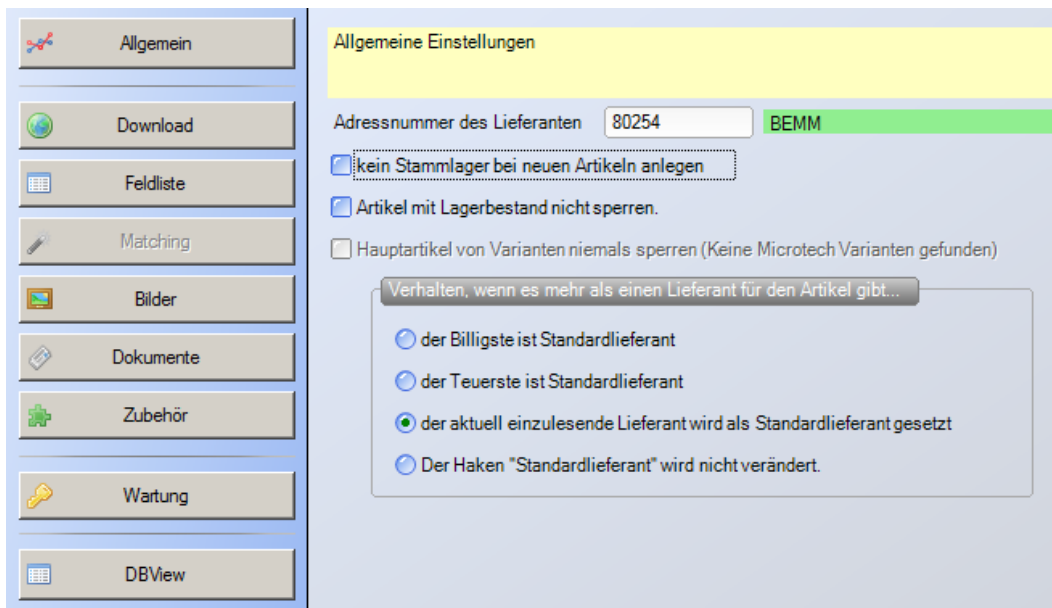 Allgemein
Download
Feldliste
Matching
Bilder
Dokumente
Zubehör
Wartung
DBView
Allgemeine Einstellungen
Adressnummer des Lieferanten 80254 BEMM
kein Stammlager bei neuen Artikeln anlegen
Artikel mit Lagerbestand nicht sperren.
Hauptartikel von Varianten niemals sperren (Keine Microtech Varianten gefunden)
Verhalten, wenn es mehr als einen Lieferant für den Artikel gibt...
der Billigste ist Standardlieferant
der Teuerste ist Standardlieferant
der aktuell einzulesende Lieferant wird als Standardlieferant gesetzt
Der Haken "Standardlieferant" wird nicht verändert.